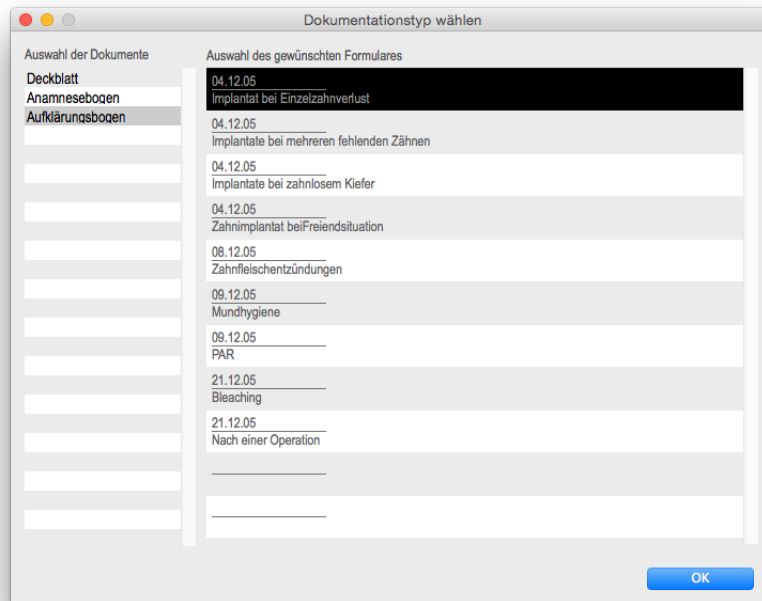 Dokumentationstyp wählen
Auswahl der Dokumente
Deckblatt
Anamnesebogen
Aufklärungsbogen
Auswahl des gewünschten Formulares
04.12.05
Implantat bei Einzelzahnverlust
04.12.05
Implantate bei mehreren fehlenden Zähnen
04.12.05
Implantate bei zahnlosem Kiefer
04.12.05
Zahnimplantat beiFreiendsituation
08.12.05
Zahnfleischentzündungen
09.12.05
Mundhygiene
09.12.05
PAR
21.12.05
Bleaching
21.12.05
Nach einer Operation
OK